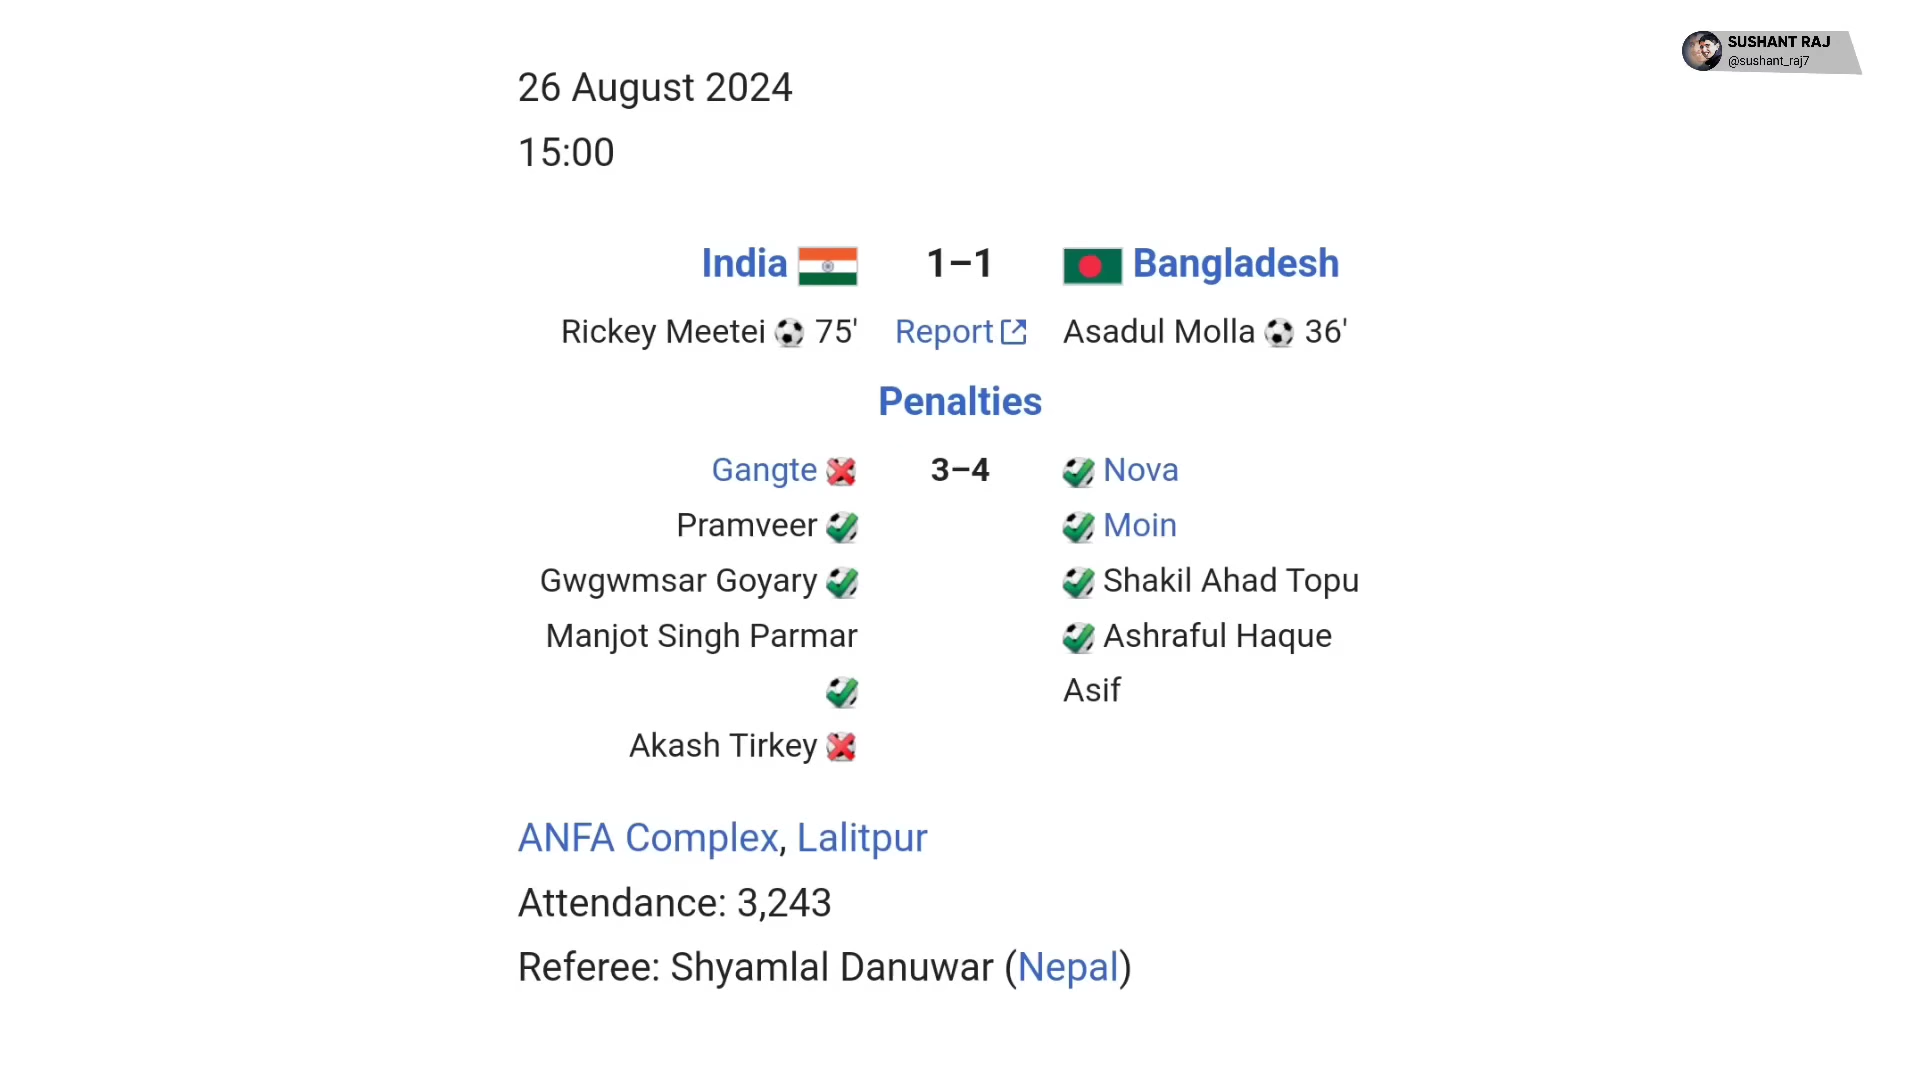 SUSHANT RAJ
@sushant_raj7
26 August 2024
15:00
India 1–1 Bangladesh
Rickey Meetei 75' Report Asadul Molla 36'
Penalties
Gangte 3–4 Nova
Pramveer Moin
Gwgwmsar Goyary Shakil Ahad Topu
Manjot Singh Parmar Ashraful Haque
Asif
Akash Tirkey
ANFA Complex, Lalitpur
Attendance: 3,243
Referee: Shyamlal Danuwar (Nepal)